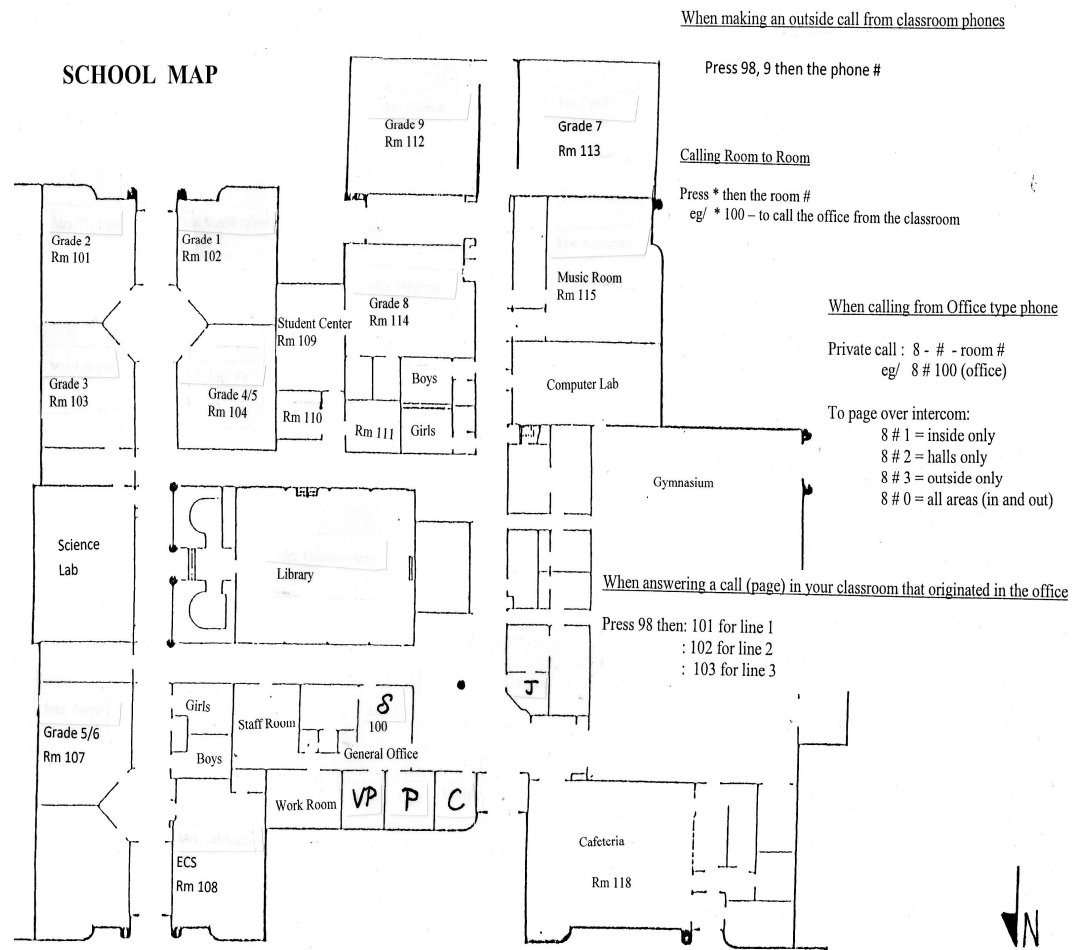 When making an outside call from classroom phones
SCHOOL MAP
Press 98, 9 then the phone #
Grade 9
Rm 112
Grade 7
Rm 113
Calling Room to Room
Press * then the room #
eg/ * 100 – to call the office from the classroom
Grade 2
Rm 101
Grade 1
Rm 102
Music Room
Rm 115
Grade 8
Rm 114
Student Center
Rm 109
When calling from Office type phone
Private call : 8 - # - room #
eg/ 8 # 100 (office)
To page over intercom:
8 # 1 = inside only
8 # 2 = halls only
8 # 3 = outside only
8 # 0 = all areas (in and out)
Grade 3
Rm 103
Grade 4/5
Rm 104
Rm 110
Rm 111
Boys
Girls
Computer Lab
Gymnasium
Science
Lab
Library
When answering a call (page) in your classroom that originated in the office
Press 98 then: 101 for line 1
: 102 for line 2
: 103 for line 3
J
Grade 5/6
Rm 107
Girls
Boys
Staff Room
S
100
General Office
Work Room
VP
P
C
ECS
Rm 108
Cafeteria
Rm 118
N